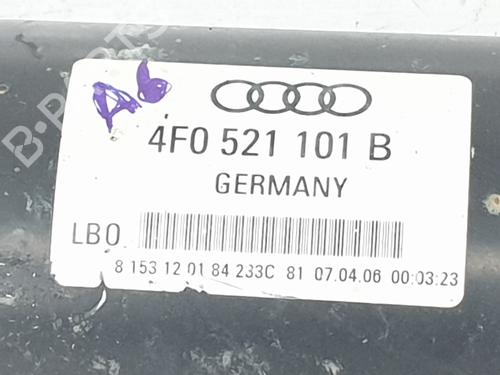 A6
4F0 521 101 B
GERMANY
LBO
8 153 12 01 84 233C 81 07.04.06 00:03:23